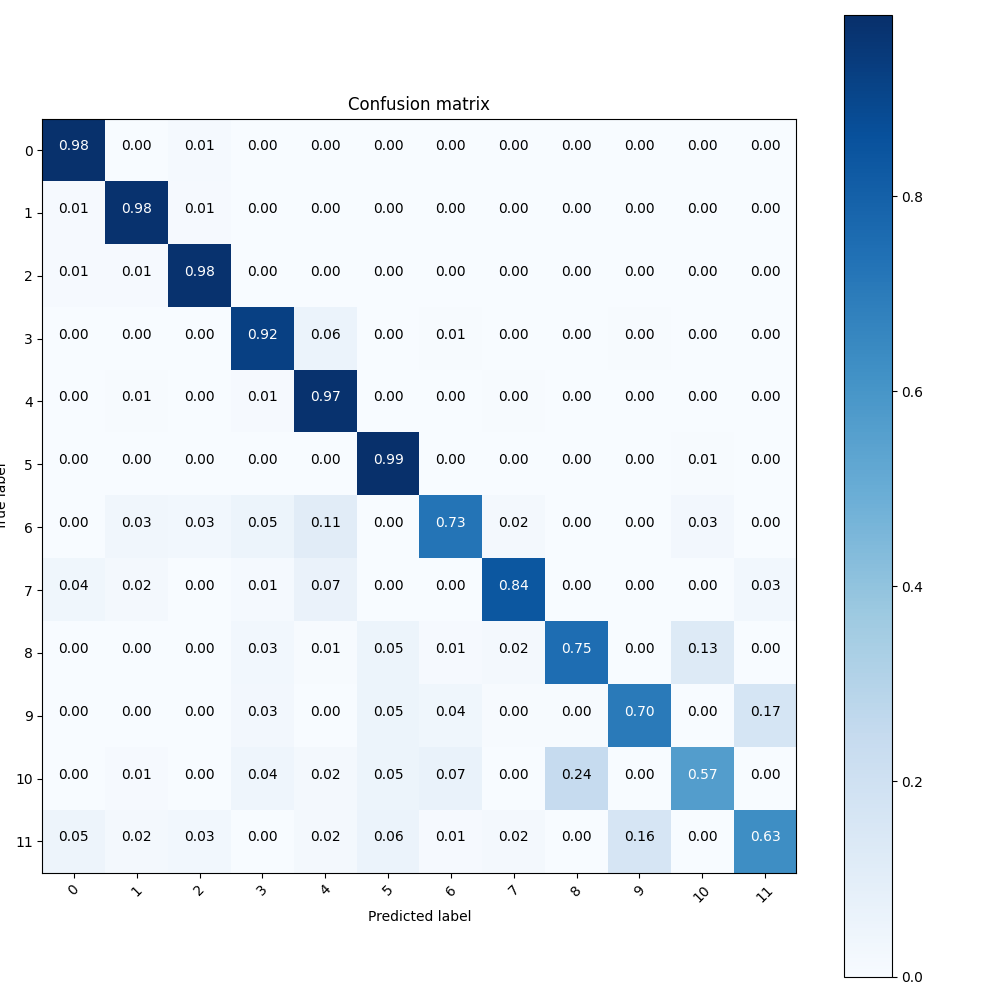 Confusion matrix
0 0.98 0.00 0.01 0.00 0.00 0.00 0.00 0.00 0.00 0.00 0.00 0.00
1 0.01 0.98 0.01 0.00 0.00 0.00 0.00 0.00 0.00 0.00 0.00 0.00
2 0.01 0.01 0.98 0.00 0.00 0.00 0.00 0.00 0.00 0.00 0.00 0.00
3 0.00 0.00 0.00 0.92 0.06 0.00 0.01 0.00 0.00 0.00 0.00 0.00
4 0.00 0.01 0.00 0.01 0.97 0.00 0.00 0.00 0.00 0.00 0.00 0.00
5 0.00 0.00 0.00 0.00 0.00 0.99 0.00 0.00 0.00 0.00 0.01 0.00
6 0.00 0.03 0.03 0.05 0.11 0.00 0.73 0.02 0.00 0.00 0.03 0.00
7 0.04 0.02 0.00 0.01 0.07 0.00 0.00 0.84 0.00 0.00 0.00 0.03
8 0.00 0.00 0.00 0.03 0.01 0.05 0.01 0.02 0.75 0.00 0.13 0.00
9 0.00 0.00 0.00 0.03 0.00 0.05 0.04 0.00 0.00 0.70 0.00 0.17
10 0.00 0.01 0.00 0.04 0.02 0.05 0.07 0.00 0.24 0.00 0.57 0.00
11 0.05 0.02 0.03 0.00 0.02 0.06 0.01 0.02 0.00 0.16 0.00 0.63
0 1 2 3 4 5 6 7 8 9 10 11
Predicted label
0.8
0.6
0.4
0.2
0.0